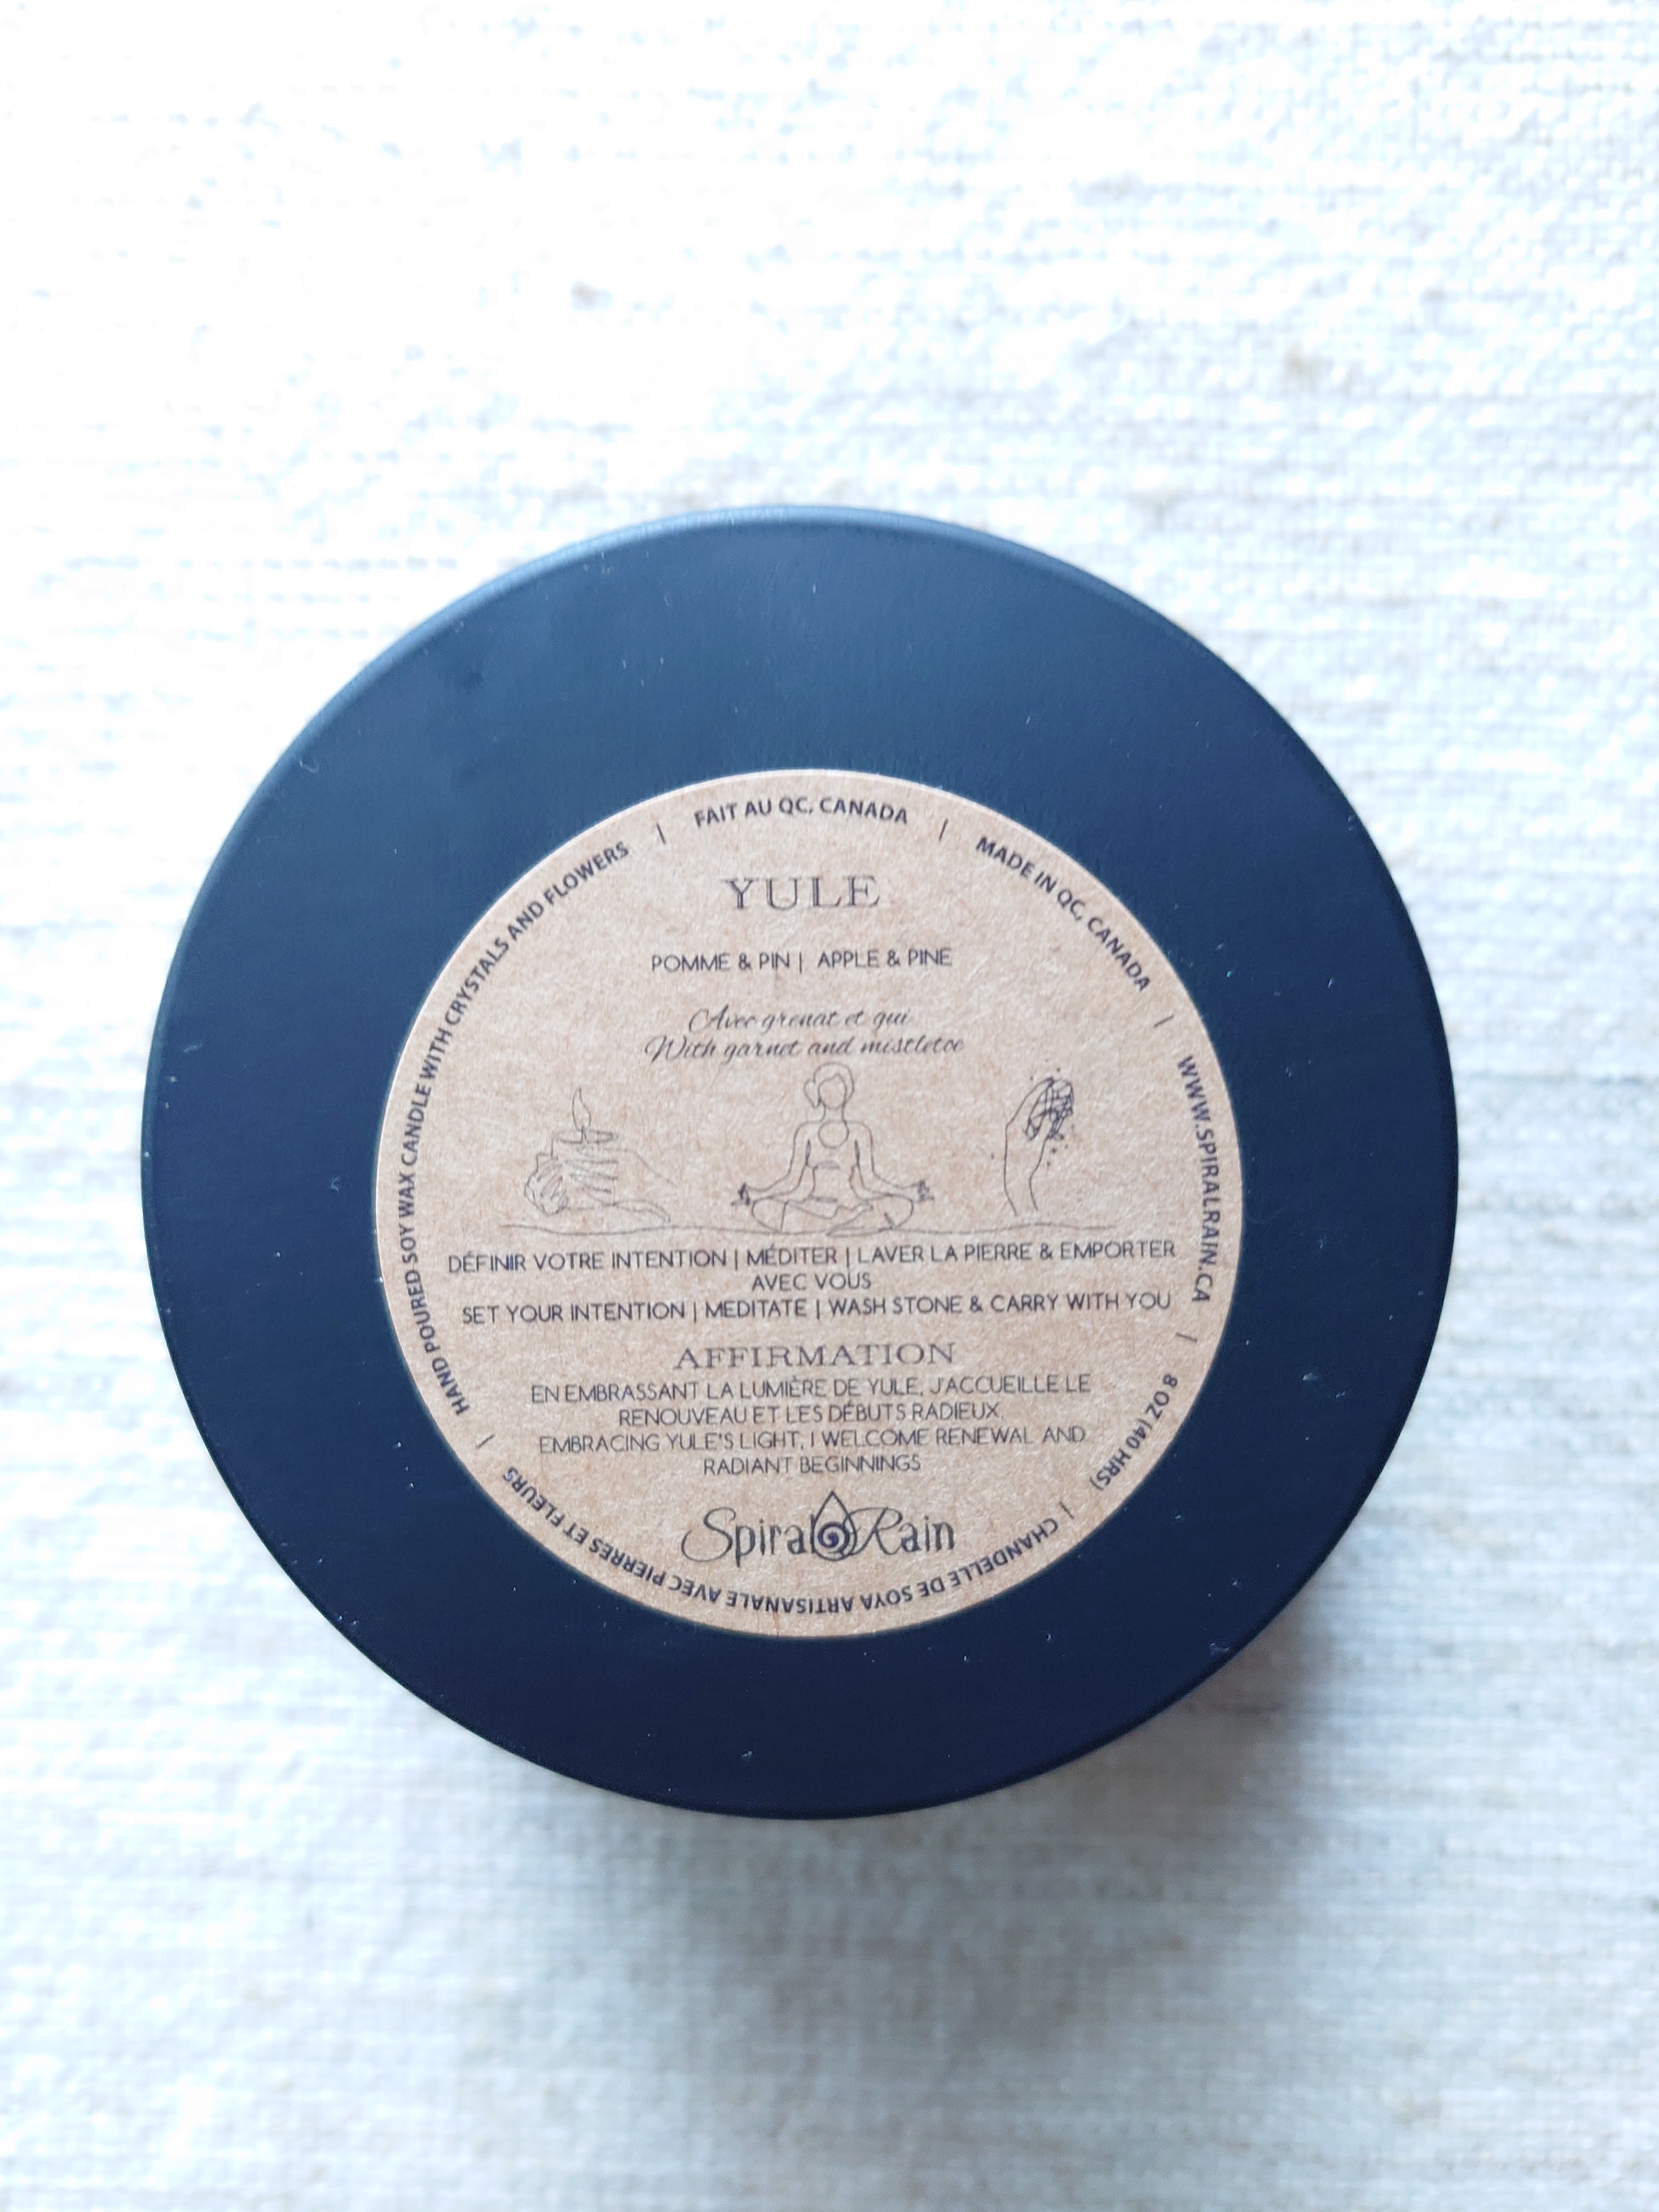 YULE
POMME & PIN | APPLE & PINE
Avec grenat et gui
With garnet and mistletoe
DÉFINIR VOTRE INTENTION | MÉDITER | LAVER LA PIERRE & EMPORTER
AVEC VOUS
SET YOUR INTENTION | MEDITATE | WASH STONE & CARRY WITH YOU
AFFIRMATION
EN EMBRASSANT LA LUMIÈRE DE YULE, J'ACCUEILLE LE
RENOUVEAU ET LES DÉBUTS RADIEUX
EMBRACING YULE'S LIGHT, I WELCOME RENEWAL AND
RADIANT BEGINNINGS
Spiral Rain
FAIT AU QC, CANADA | MADE IN QC, CANADA | WWW.SPIRALRAIN.CA | 8 OZ (40 HRS) | CHANDELLE DE SOYA ARTISANALE AVEC PIERRES ET FLEURS | HAND POURED SOY WAX CANDLE WITH CRYSTALS AND FLOWERS |